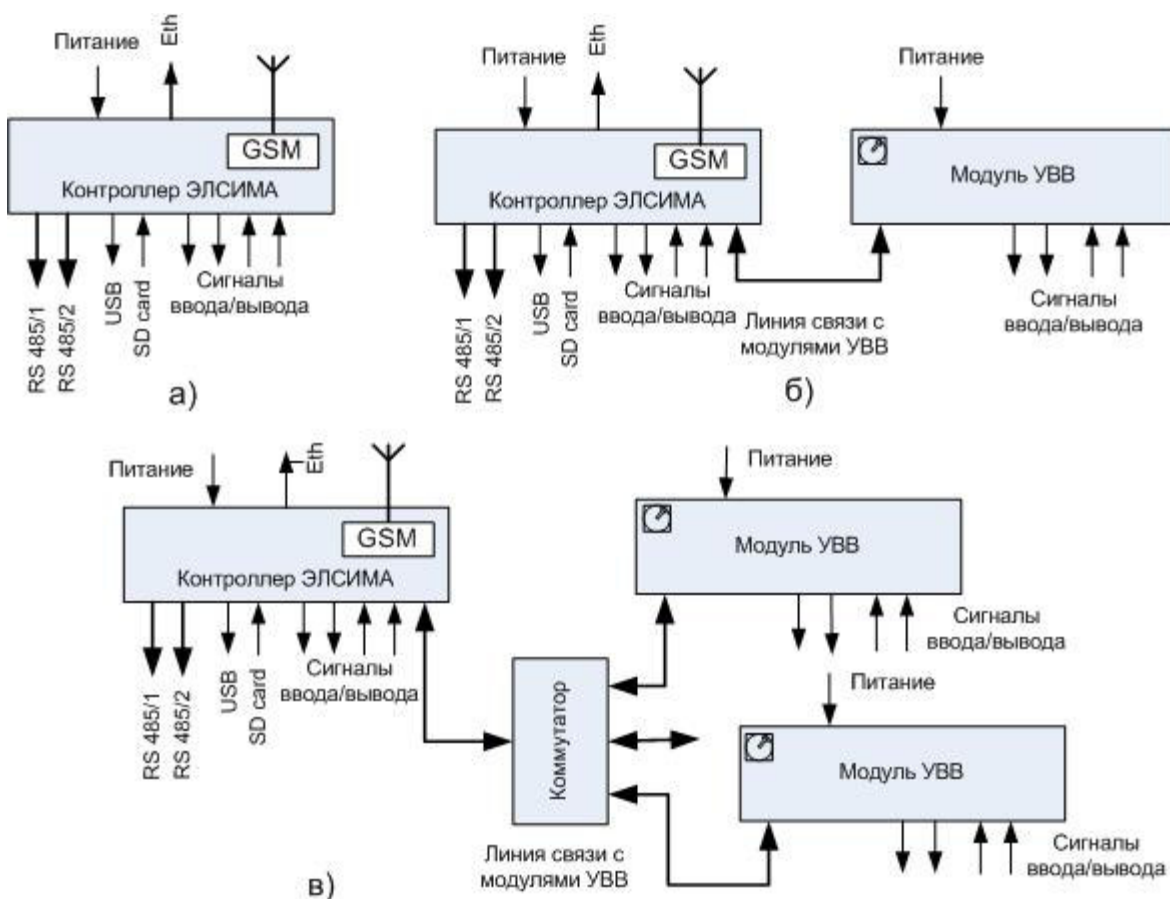 Питание
Eth
GSM
Контроллер ЭЛСИМА
RS 485/1
RS 485/2
USB
SD card
Сигналы
ввода/вывода
а)
Питание
Eth
GSM
Контроллер ЭЛСИМА
RS 485/1
RS 485/2
USB
SD card
Сигналы
ввода/вывода
Линия связи с
модулями УВВ
Питание
Модуль УВВ
Сигналы
ввода/вывода
б)
Питание
Eth
GSM
Контроллер ЭЛСИМА
RS 485/1
RS 485/2
USB
SD card
Сигналы
ввода/вывода
Коммутатор
Линия связи с
модулями УВВ
Питание
Модуль УВВ
Сигналы
ввода/вывода
Питание
Модуль УВВ
Сигналы
ввода/вывода
в)